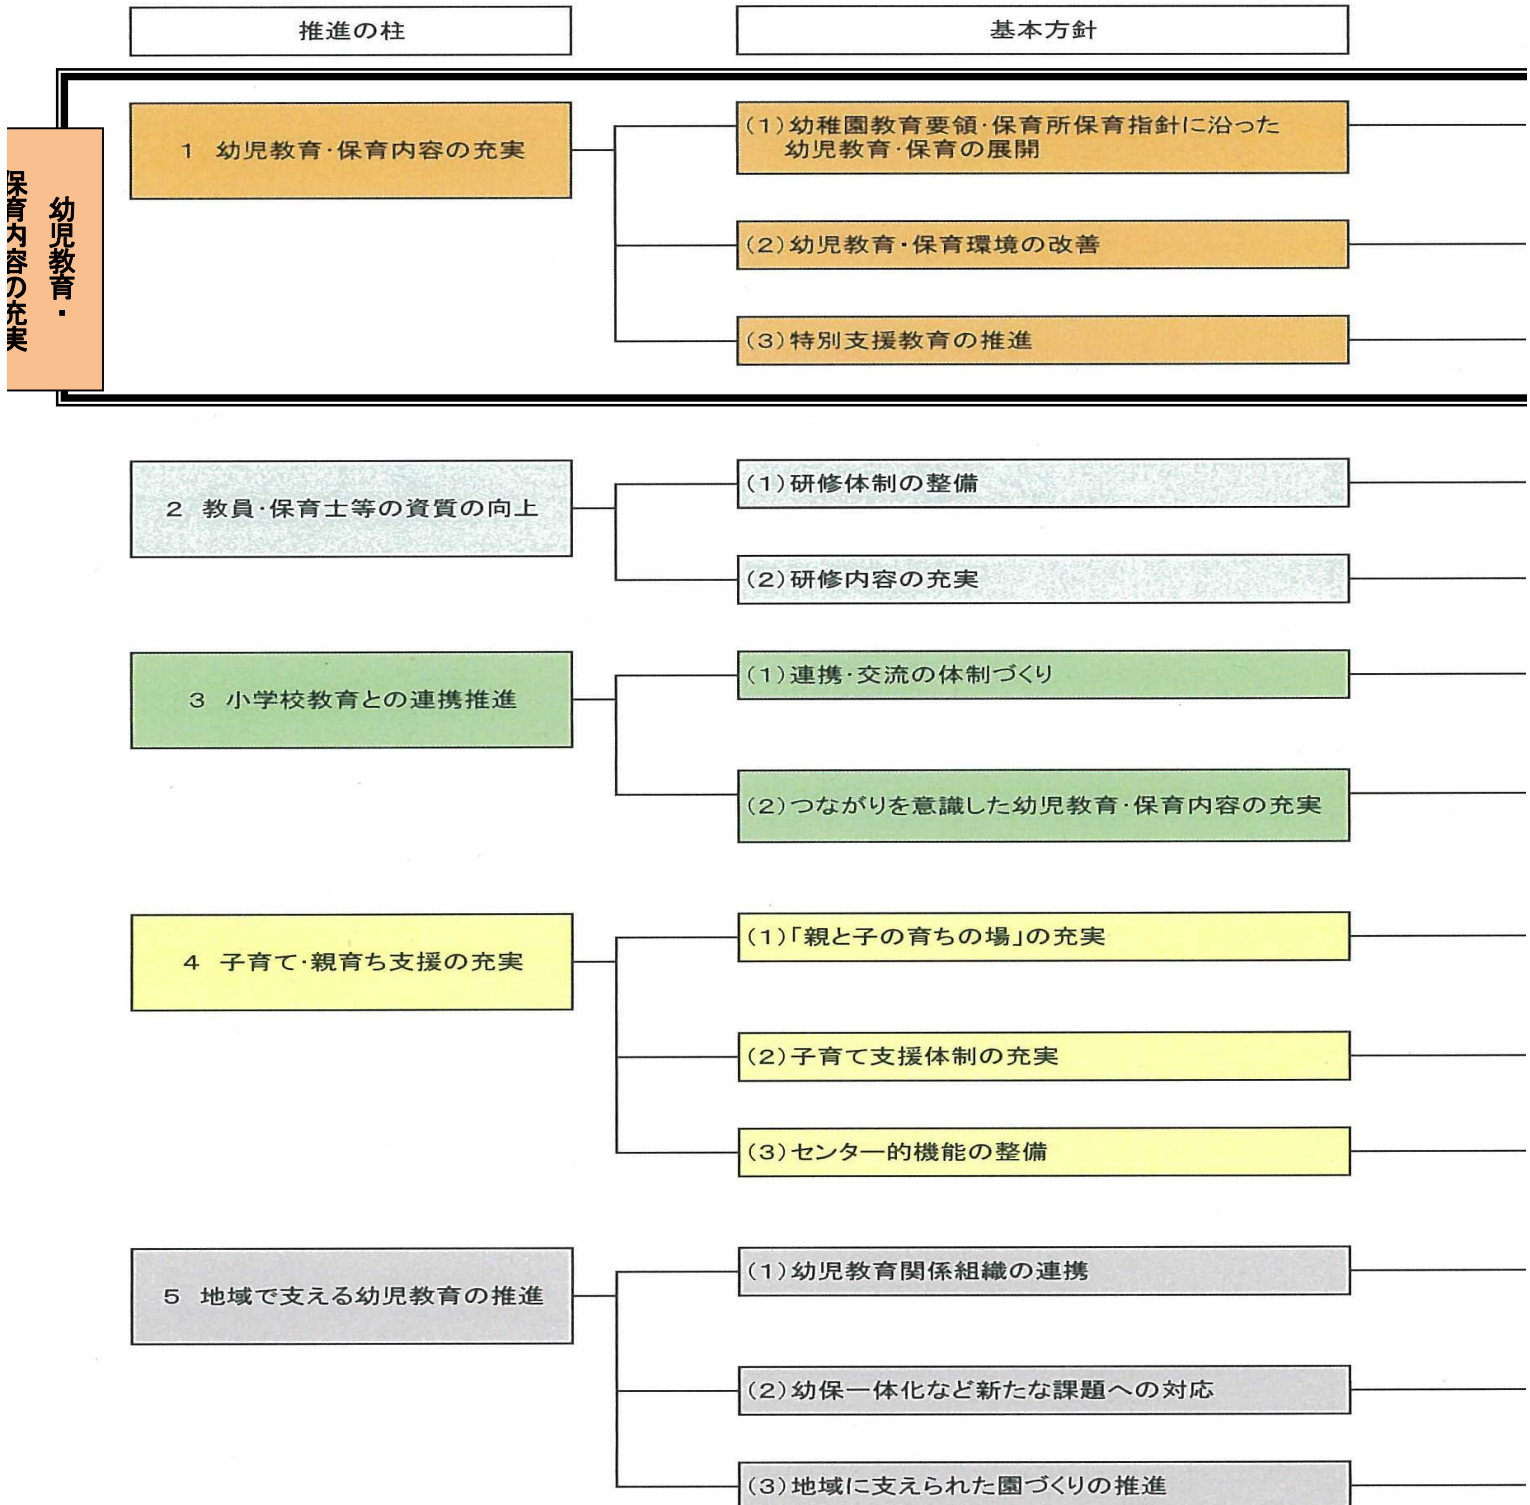 推進の柱
基本方針
幼児教育・
保育内容の充実
1 幼児教育・保育内容の充実
(1)幼稚園教育要領・保育所保育指針に沿った
幼児教育・保育の展開
(2)幼児教育・保育環境の改善
(3)特別支援教育の推進
2 教員・保育士等の資質の向上
(1)研修体制の整備
(2)研修内容の充実
3 小学校教育との連携推進
(1)連携・交流の体制づくり
(2)つながりを意識した幼児教育・保育内容の充実
4 子育て・親育ち支援の充実
(1)「親と子の育ちの場」の充実
(2)子育て支援体制の充実
(3)センター的機能の整備
5 地域で支える幼児教育の推進
(1)幼児教育関係組織の連携
(2)幼保一体化など新たな課題への対応
(3)地域に支えられた園づくりの推進